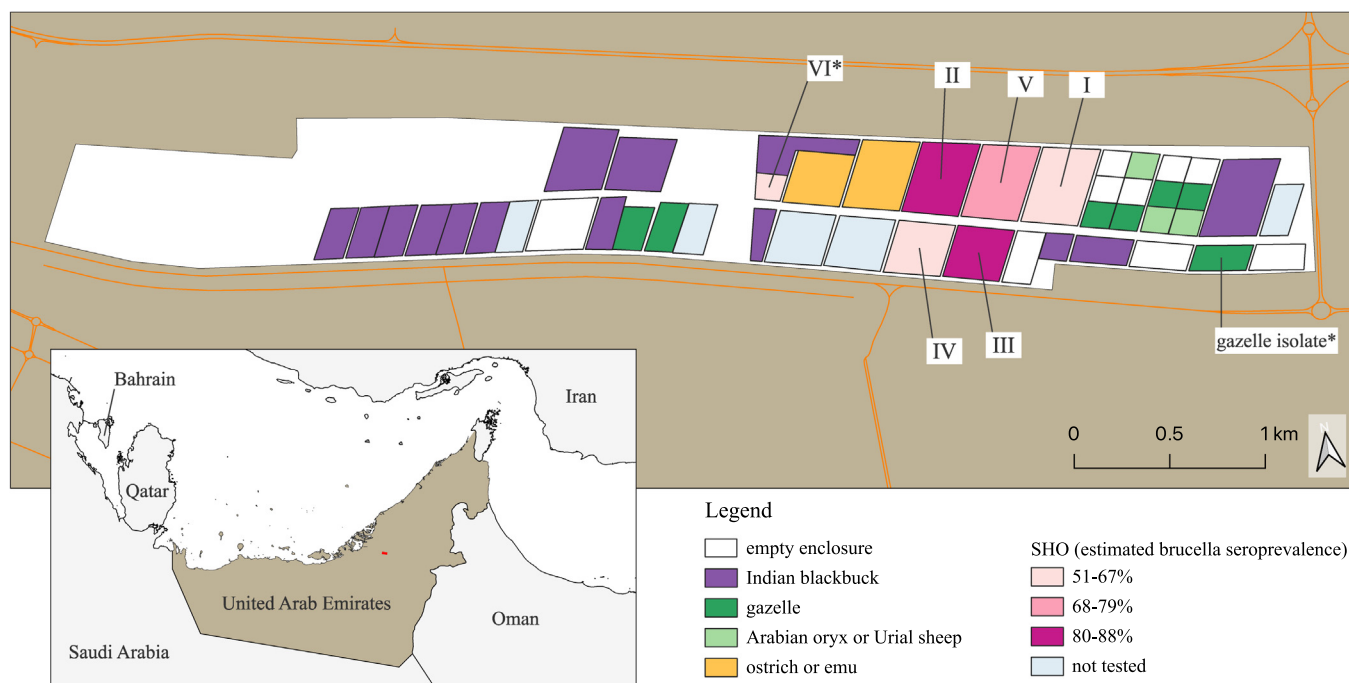 VI*
II
V
I
IV
III
gazelle isolate*
0 0.5 1 km
N
Bahrain
Qatar
Iran
United Arab Emirates
Oman
Saudi Arabia
Legend
empty enclosure
Indian blackbuck
gazelle
Arabian oryx or Urial sheep
ostrich or emu
SHO (estimated brucella seroprevalence)
51-67%
68-79%
80-88%
not tested